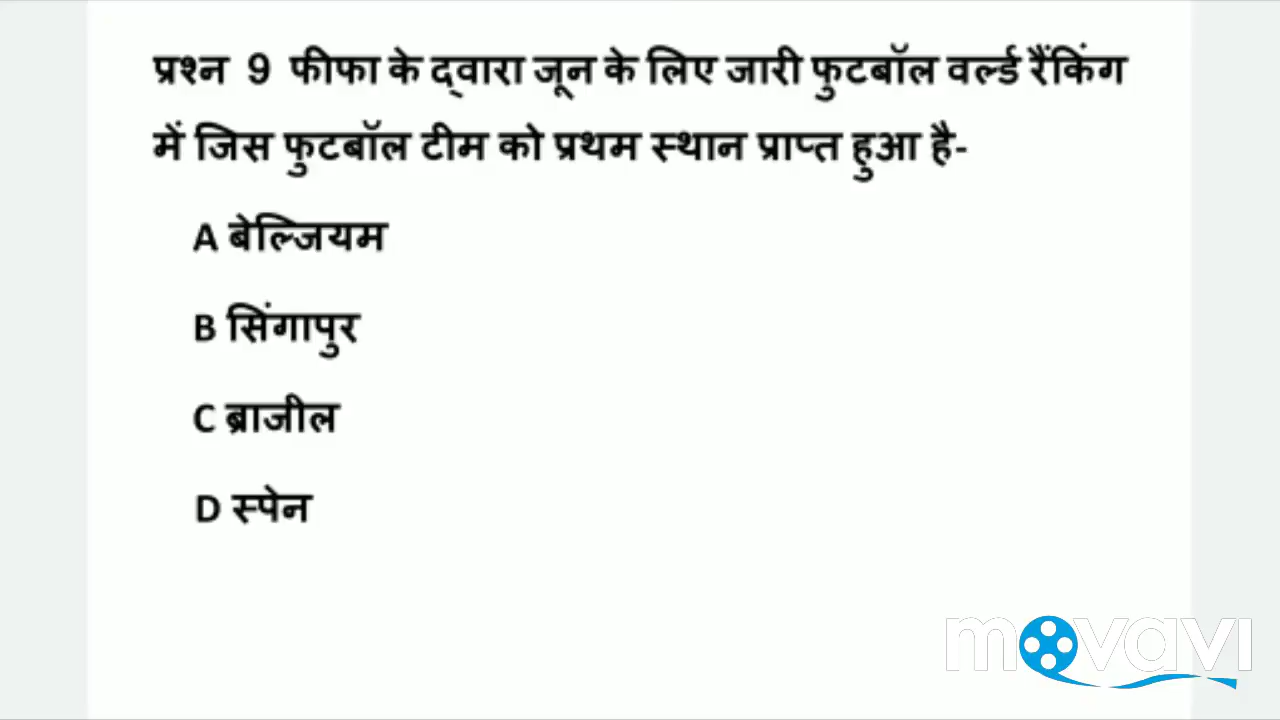 प्रश्न 9 फीफा के द्वारा जून के लिए जारी फुटबॉल वर्ल्ड रैंकिंग
में जिस फुटबॉल टीम को प्रथम स्थान प्राप्त हुआ है-
A बेल्जियम
B सिंगापुर
C ब्राजील
D स्पेन
movavi